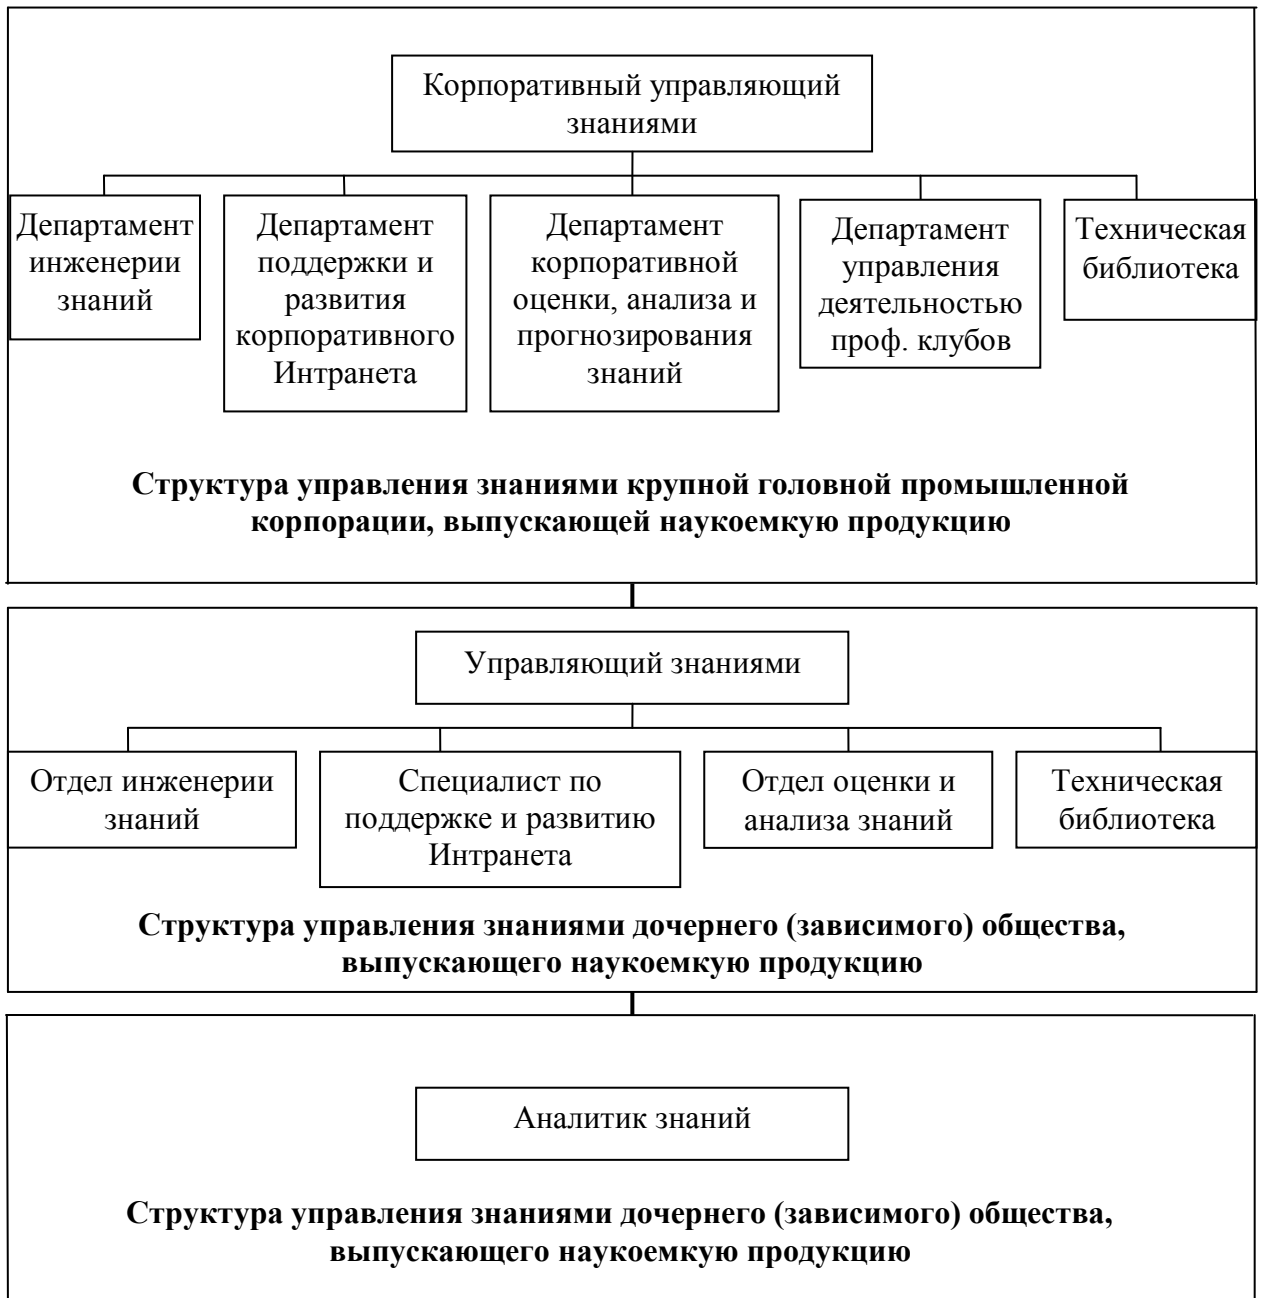 Корпоративный управляющий
знаниями
Департамент
инженерии
знаний
Департамент
поддержки и
развития
корпоративного
Интранета
Департамент
корпоративной
оценки, анализа и
прогнозирования
знаний
Департамент
управления
деятельностью
проф. клубов
Техническая
библиотека
Структура управления знаниями крупной головной промышленной
корпорации, выпускающей наукоемкую продукцию
Управляющий знаниями
Отдел инженерии
знаний
Специалист по
поддержке и развитию
Интранета
Отдел оценки и
анализа знаний
Техническая
библиотека
Структура управления знаниями дочернего (зависимого) общества,
выпускающего наукоемкую продукцию
Аналитик знаний
Структура управления знаниями дочернего (зависимого) общества,
выпускающего наукоемкую продукцию